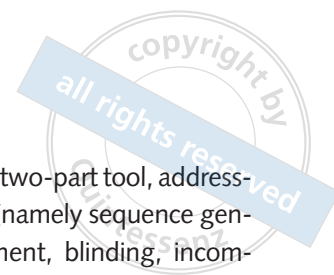 copyright by
all rights reserved
Quintessenz
two-part tool, address-
namely sequence gen-
ment, blinding, incom-